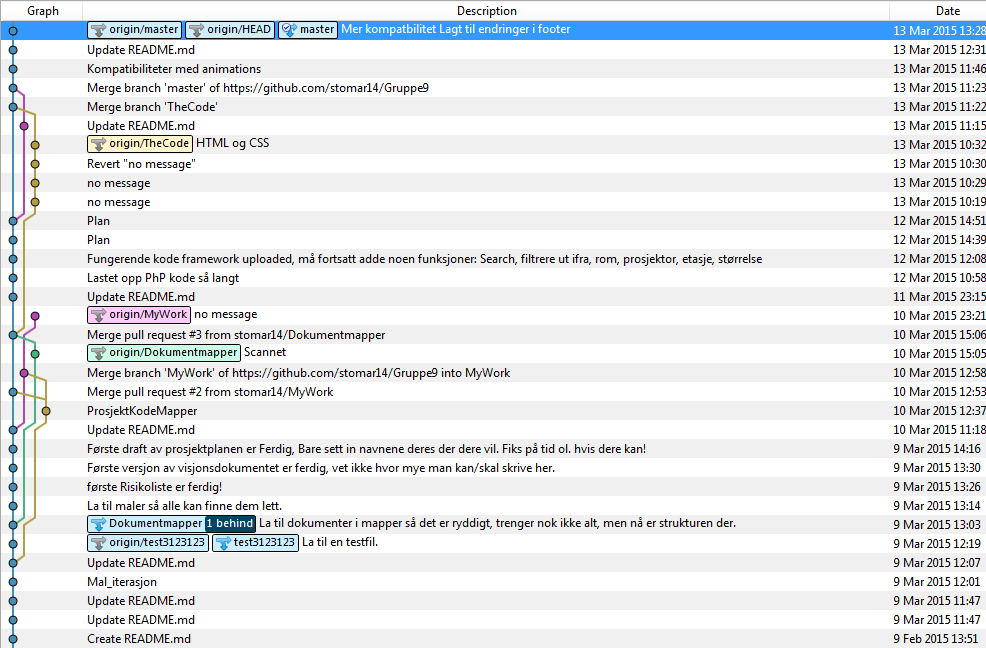 Graph Description Date
origin/master origin/HEAD master Mer kompatbilitet Lagt til endringer i footer 13 Mar 2015 13:28
Update README.md 13 Mar 2015 12:31
Kompatibiliteter med animations 13 Mar 2015 11:46
Merge branch 'master' of https://github.com/stomar14/Gruppe9 13 Mar 2015 11:23
Merge branch 'TheCode' 13 Mar 2015 11:22
Update README.md 13 Mar 2015 11:15
origin/TheCode HTML og CSS 13 Mar 2015 10:32
Revert "no message" 13 Mar 2015 10:30
no message 13 Mar 2015 10:29
no message 13 Mar 2015 10:19
Plan 12 Mar 2015 14:51
Plan 12 Mar 2015 14:39
Fungerende kode framework uploaded, må fortsatt adde noen funksjoner: Search, filtrere ut ifra, rom, prosjektor, etasje, størrelse 12 Mar 2015 12:08
Lastet opp PhP kode så langt 12 Mar 2015 10:58
Update README.md 11 Mar 2015 23:15
origin/MyWork no message 10 Mar 2015 23:21
Merge pull request #3 from stomar14/Dokumentmapper 10 Mar 2015 15:06
origin/Dokumentmapper Scannet 10 Mar 2015 15:05
Merge branch 'MyWork' of https://github.com/stomar14/Gruppe9 into MyWork 10 Mar 2015 12:58
Merge pull request #2 from stomar14/MyWork 10 Mar 2015 12:53
ProsjektKodeMapper 10 Mar 2015 12:37
Update README.md 10 Mar 2015 11:18
Første draft av prosjektplanen er Ferdig, Bare sett in navnene deres der dere vil. Fiks på tid ol. hvis dere kan! 9 Mar 2015 14:16
Første versjon av visjonsdokumentet er ferdig, vet ikke hvor mye man kan/skal skrive her. 9 Mar 2015 13:30
første Risikoliste er ferdig! 9 Mar 2015 13:26
La til maler så alle kan finne dem lett. 9 Mar 2015 13:14
Dokumentmapper 1 behind La til dokumenter i mapper så det er ryddigt, trenger nok ikke alt, men nå er strukturen der. 9 Mar 2015 13:03
origin/test3123123 test3123123 La til en testfil. 9 Mar 2015 12:19
Update README.md 9 Mar 2015 12:07
Mal_iterasjon 9 Mar 2015 12:01
Update README.md 9 Mar 2015 11:47
Update README.md 9 Mar 2015 11:47
Create README.md 9 Feb 2015 13:51